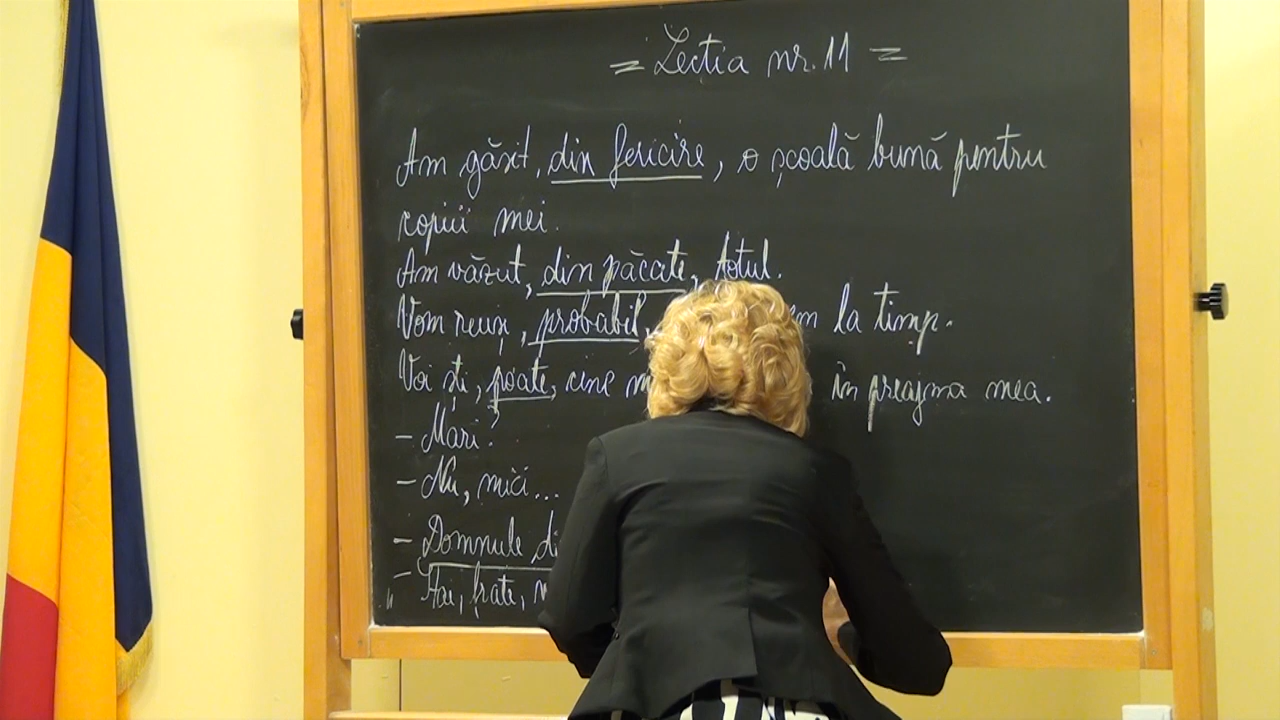 = Lecția nr. 11 =
Am găsit, din fericire, o școală bună pentru
copiii mei.
Am văzut, din păcate, totul.
Vom reuși, probabil, la timp.
Voi ști, poate, cine în preajma mea.
- Mari?
- Nu, mici...
- Domnule
- Hai, frate,